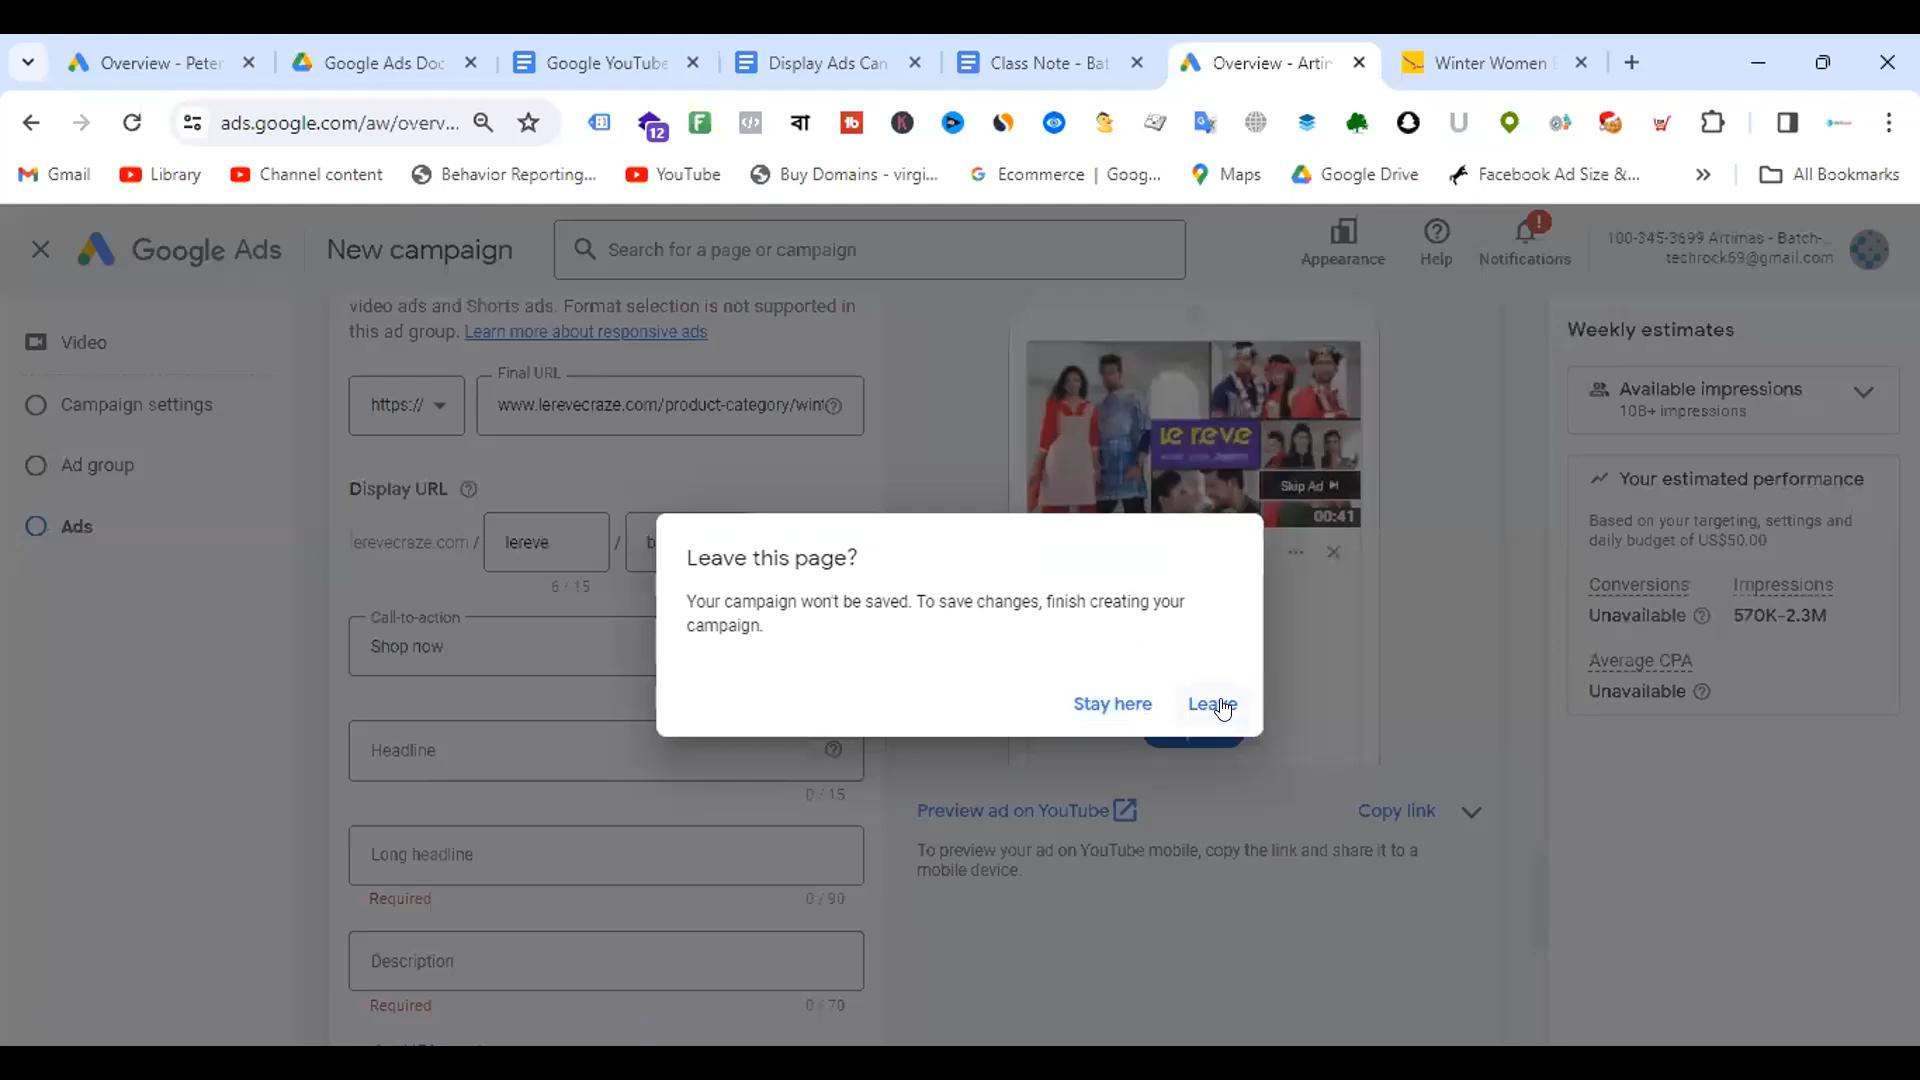 Overview - Peter
Google Ads Doc
Google YouTube
Display Ads Can
Class Note - Bat
Overview - Artin
Winter Women
ads.google.com/aw/overv...
12
বা
Gmail
Library
Channel content
Behavior Reporting...
YouTube
Buy Domains - virgi...
Ecommerce | Goog...
Maps
Google Drive
Facebook Ad Size &...
All Bookmarks
Google Ads
New campaign
Search for a page or campaign
Appearance
Help
Notifications
100-345-3699 Artimas - Batch-...
techrock69@gmail.com
Video
Campaign settings
Ad group
Ads
video ads and Shorts ads. Format selection is not supported in
this ad group. Learn more about responsive ads
https://
Final URL
www.lerevecraze.com/product-category/wint
Display URL
lerevecraze.com / lereve / b
6 / 15
Call-to-action
Shop now
Headline
0 / 15
Long headline
Required
0 / 90
Description
Required
0 / 70
le reve
Skip Ad
00:41
Leave this page?
Your campaign won't be saved. To save changes, finish creating your
campaign.
Stay here
Leave
Preview ad on YouTube
Copy link
To preview your ad on YouTube mobile, copy the link and share it to a
mobile device.
Weekly estimates
Available impressions
10B+ impressions
Your estimated performance
Based on your targeting, settings and
daily budget of US$50.00
Conversions
Impressions
Unavailable
570K–2.3M
Average CPA
Unavailable